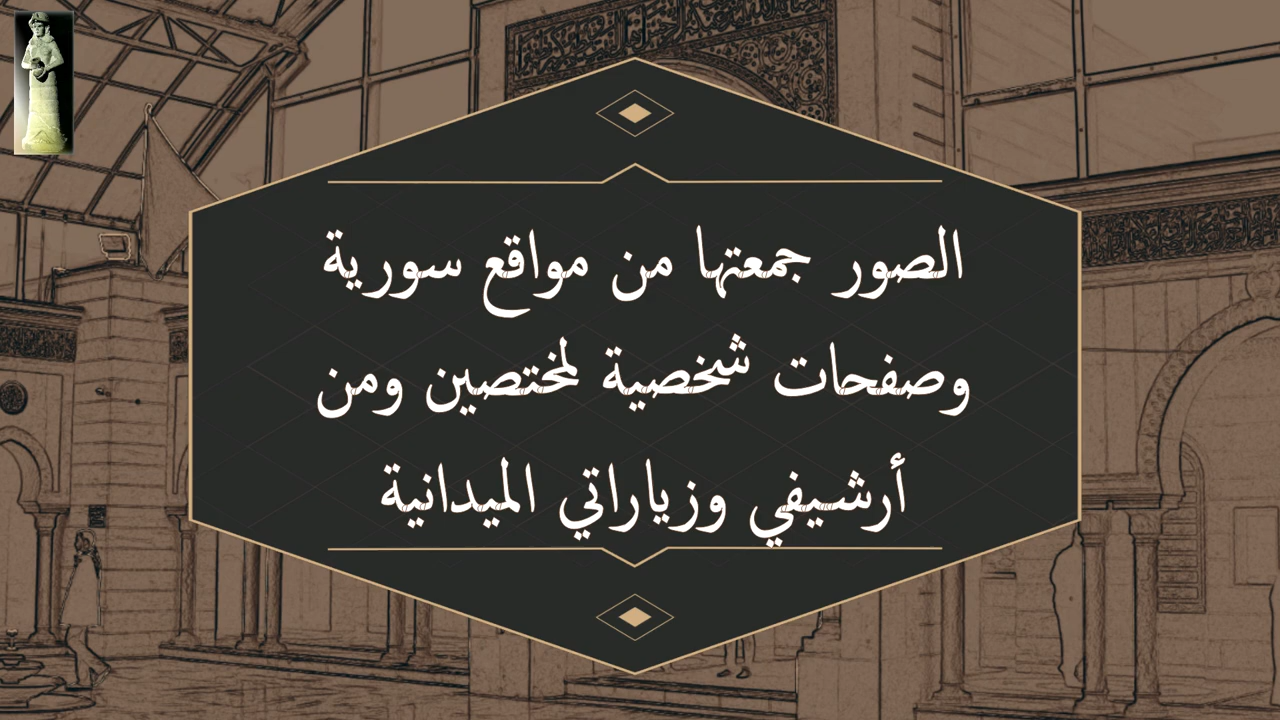 الصور جمعتها من مواقع سورية
وصفحات شخصية لمختصين ومن
أرشيفي وزياراتي الميدانية